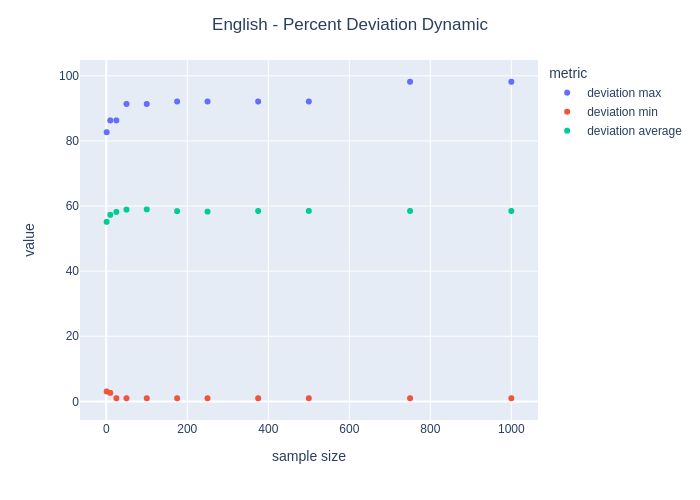 English - Percent Deviation Dynamic
metric
deviation max
deviation min
deviation average
value
100
80
60
40
20
0
0 200 400 600 800 1000
sample size